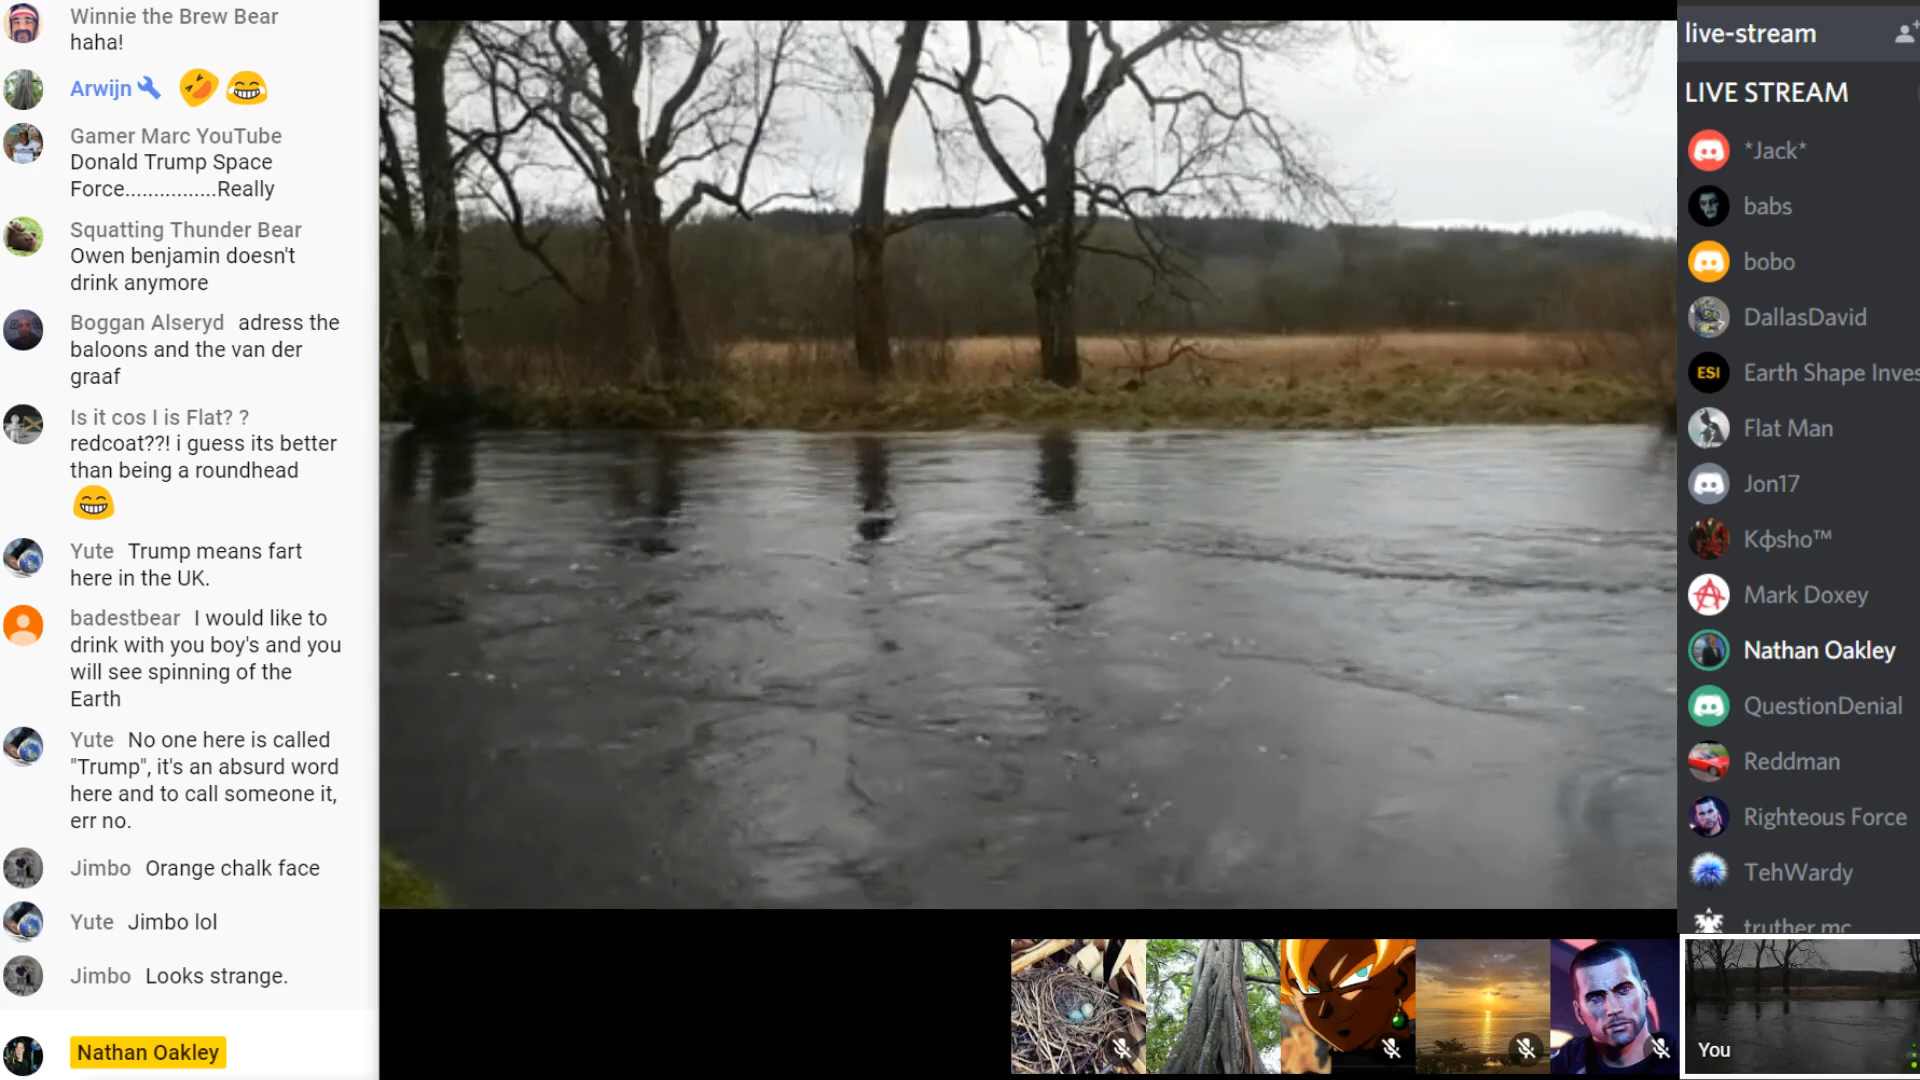 Winnie the Brew Bear
haha!
Arwijn
Gamer Marc YouTube
Donald Trump Space
Force................Really
Squatting Thunder Bear
Owen benjamin doesn't
drink anymore
Boggan Alseryd adress the
baloons and the van der
graaf
Is it cos I is Flat? ?
redcoat??! i guess its better
than being a roundhead
Yute Trump means fart
here in the UK.
badestbear I would like to
drink with you boy's and you
will see spinning of the
Earth
Yute No one here is called
"Trump", it's an absurd word
here and to call someone it,
err no.
Jimbo Orange chalk face
Yute Jimbo lol
Jimbo Looks strange.
Nathan Oakley
live-stream
LIVE STREAM
*Jack*
babs
bobo
DallasDavid
ESI Earth Shape Inves
Flat Man
Jon17
Kфsho™
Mark Doxey
Nathan Oakley
QuestionDenial
Reddman
Righteous Force
TehWardy
truther mc
You